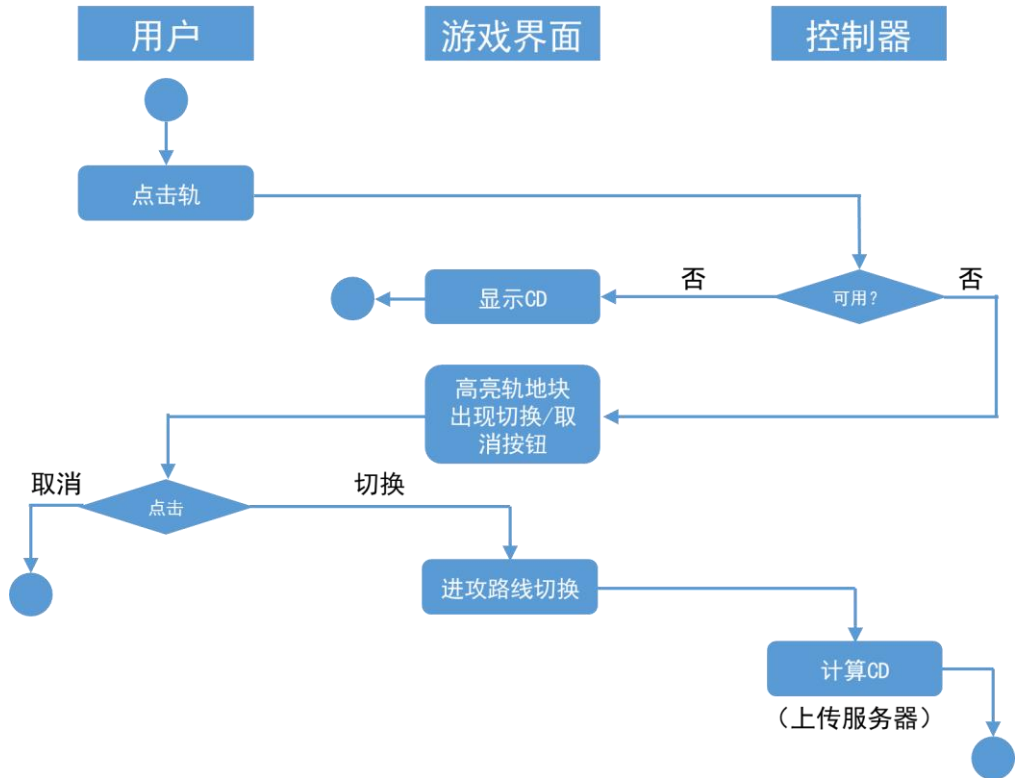 用户
游戏界面
控制器
点击轨
可用?
否
否
显示CD
高亮轨地块
出现切换/取
消按钮
取消
点击
切换
进攻路线切换
计算CD
（上传服务器）